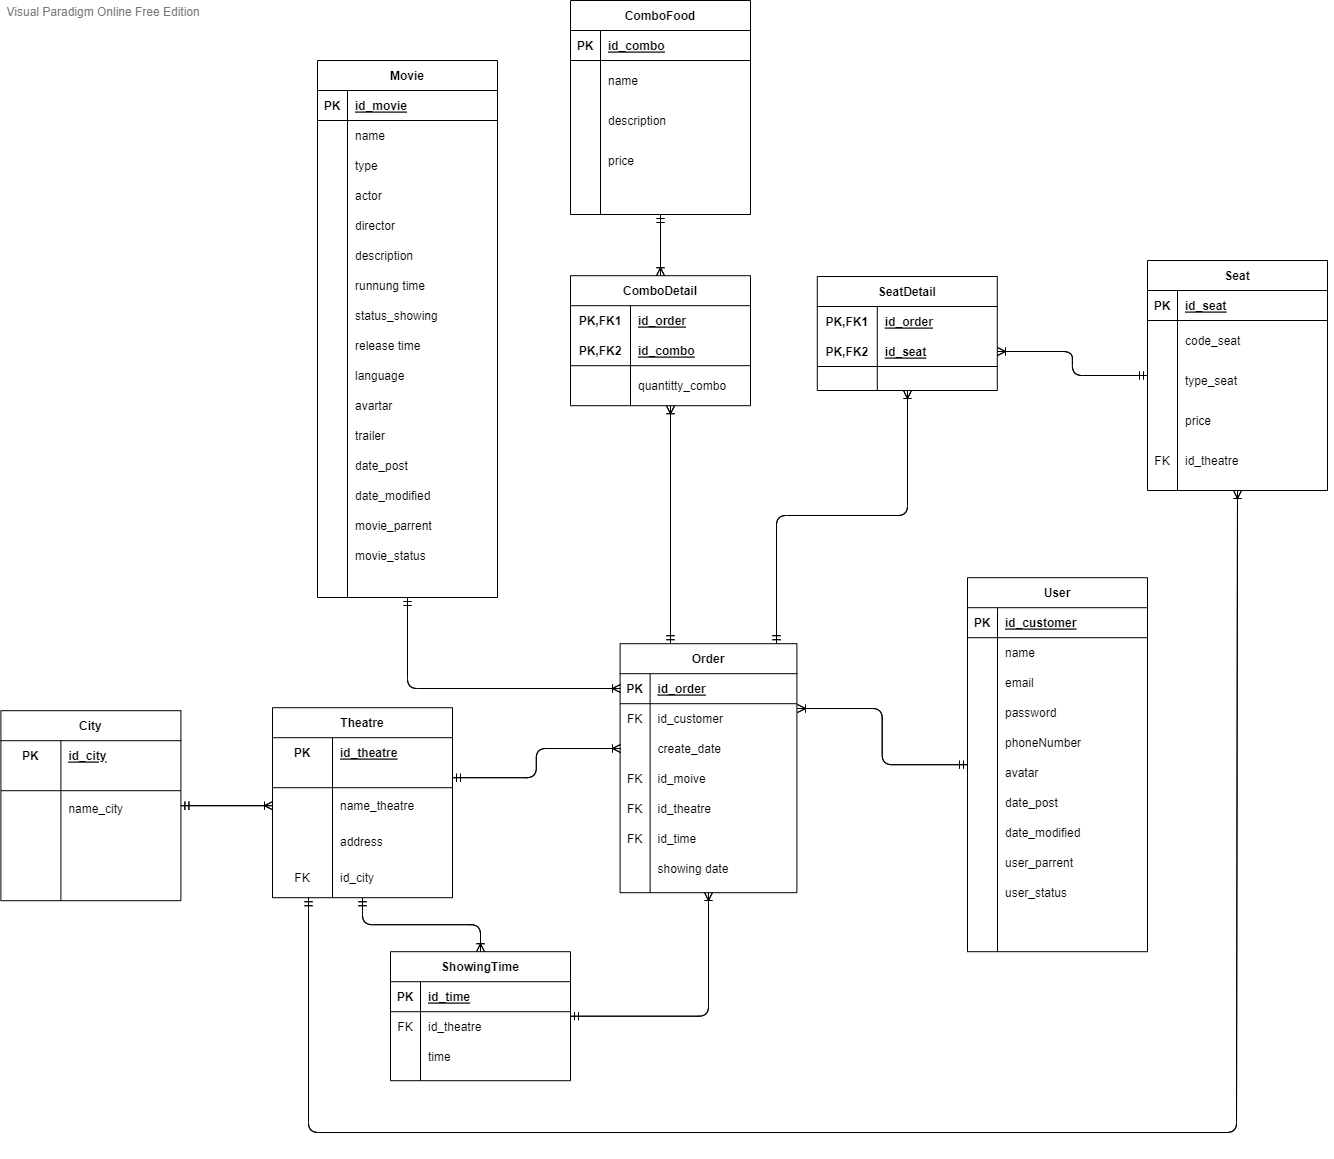 Visual Paradigm Online Free Edition
ComboFood
PK id_combo
name
description
price
Movie
PK id_movie
name
type
actor
director
description
runnung time
status_showing
release time
language
avartar
trailer
date_post
date_modified
movie_parrent
movie_status
ComboDetail
PK,FK1 id_order
PK,FK2 id_combo
quantitty_combo
SeatDetail
PK,FK1 id_order
PK,FK2 id_seat
Seat
PK id_seat
code_seat
type_seat
price
FK id_theatre
User
PK id_customer
name
email
password
phoneNumber
avatar
date_post
date_modified
user_parrent
user_status
Order
PK id_order
FK id_customer
create_date
FK id_moive
FK id_theatre
FK id_time
showing date
City
PK id_city
name_city
Theatre
PK id_theatre
name_theatre
address
FK id_city
ShowingTime
PK id_time
FK id_theatre
time